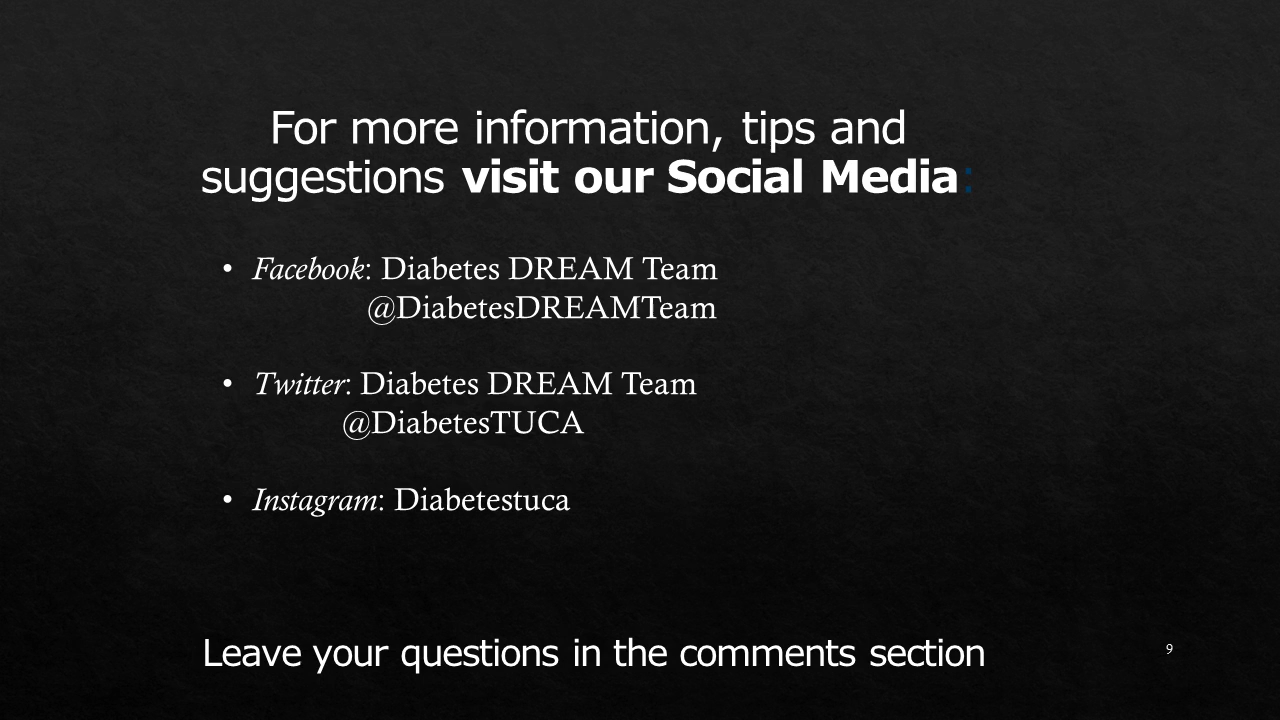 For more information, tips and
suggestions visit our Social Media:
• Facebook: Diabetes DREAM Team
@DiabetesDREAMTeam
• Twitter: Diabetes DREAM Team
@DiabetesTUCA
• Instagram: Diabetestuca
Leave your questions in the comments section
9